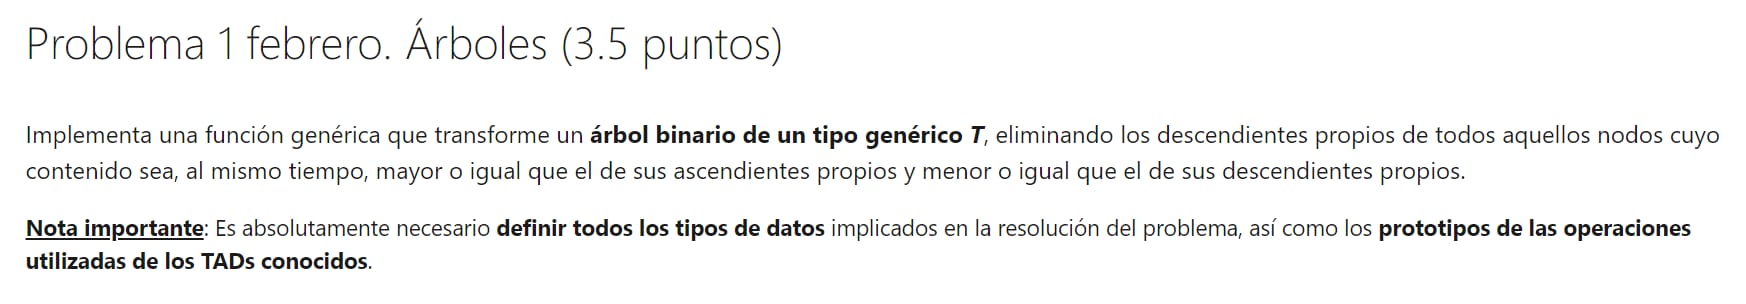 Problema 1 febrero. Árboles (3.5 puntos)
Implementa una función genérica que transforme un árbol binario de un tipo genérico T, eliminando los descendientes propios de todos aquellos nodos cuyo
contenido sea, al mismo tiempo, mayor o igual que el de sus ascendientes propios y menor o igual que el de sus descendientes propios.
Nota importante: Es absolutamente necesario definir todos los tipos de datos implicados en la resolución del problema, así como los prototipos de las operaciones
utilizadas de los TADs conocidos.